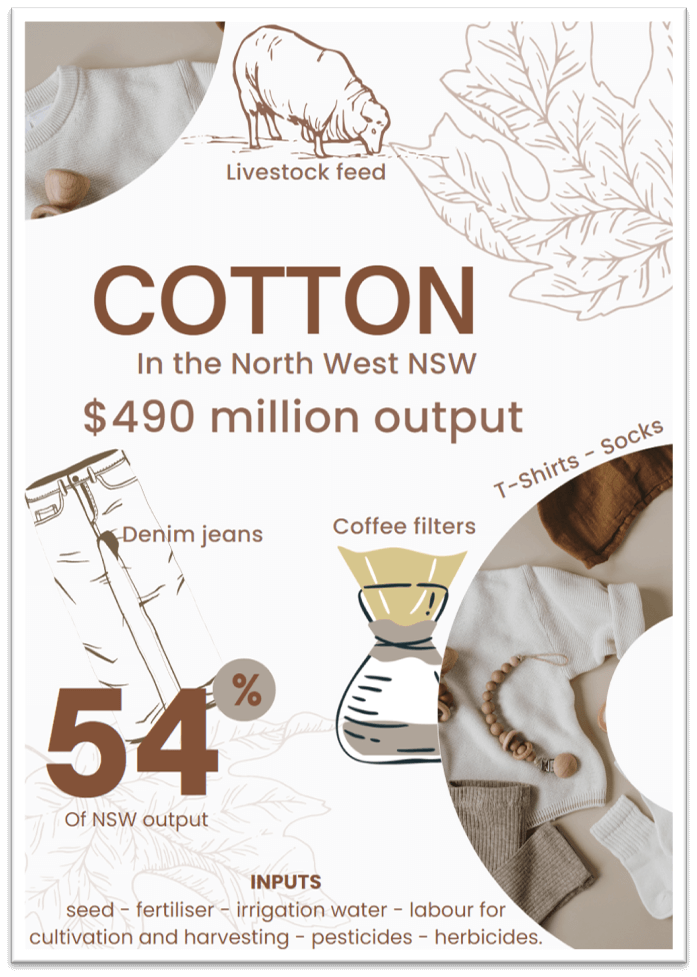 Livestock feed
COTTON
In the North West NSW
$490 million output
T-Shirts - Socks
Denim jeans
Coffee filters
54%
Of NSW output
INPUTS
seed - fertiliser - irrigation water - labour for
cultivation and harvesting - pesticides - herbicides.